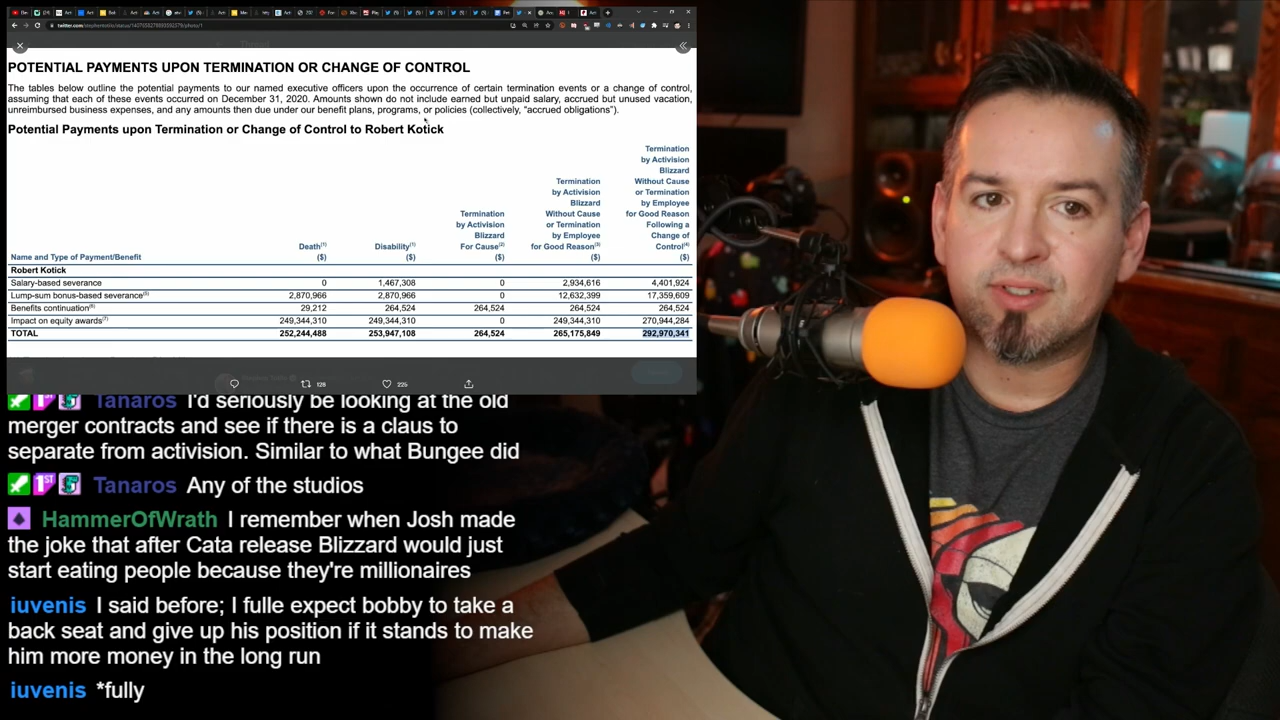 POTENTIAL PAYMENTS UPON TERMINATION OR CHANGE OF CONTROL
The tables below outline the potential payments to our named executive officers upon the occurrence of certain termination events or a change of control,
assuming that each of these events occurred on December 31, 2020. Amounts shown do not include earned but unpaid salary, accrued but unused vacation,
unreimbursed business expenses, and any amounts then due under our benefit plans, programs, or policies (collectively, "accrued obligations").
Potential Payments upon Termination or Change of Control to Robert Kotick
Termination
by Activision
Blizzard
Termination Without Cause
by Activision or Termination
Blizzard by Employee
Termination Without Cause for Good Reason
by Activision or Termination Following a
Blizzard by Employee Change of
Death(1) Disability(1) For Cause(2) for Good Reason(3) Control(4)
Name and Type of Payment/Benefit ($) ($) ($) ($) ($)
Robert Kotick
Salary-based severance 0 1,467,308 0 2,934,616 4,401,924
Lump-sum bonus-based severance(5) 2,870,966 2,870,966 0 12,632,399 17,359,609
Benefits continuation(6) 29,212 264,524 264,524 264,524 264,524
Impact on equity awards(7) 249,344,310 249,344,310 0 249,344,310 270,944,284
TOTAL 252,244,488 253,947,108 264,524 265,175,849 292,970,341
128 225
Tanaros I'd seriously be looking at the old
merger contracts and see if there is a claus to
separate from activision. Similar to what Bungee did
1ST Tanaros Any of the studios
HammerOfWrath I remember when Josh made
the joke that after Cata release Blizzard would just
start eating people because they're millionaires
iuvenis I said before; I fulle expect bobby to take a
back seat and give up his position if it stands to make
him more money in the long run
iuvenis *fully